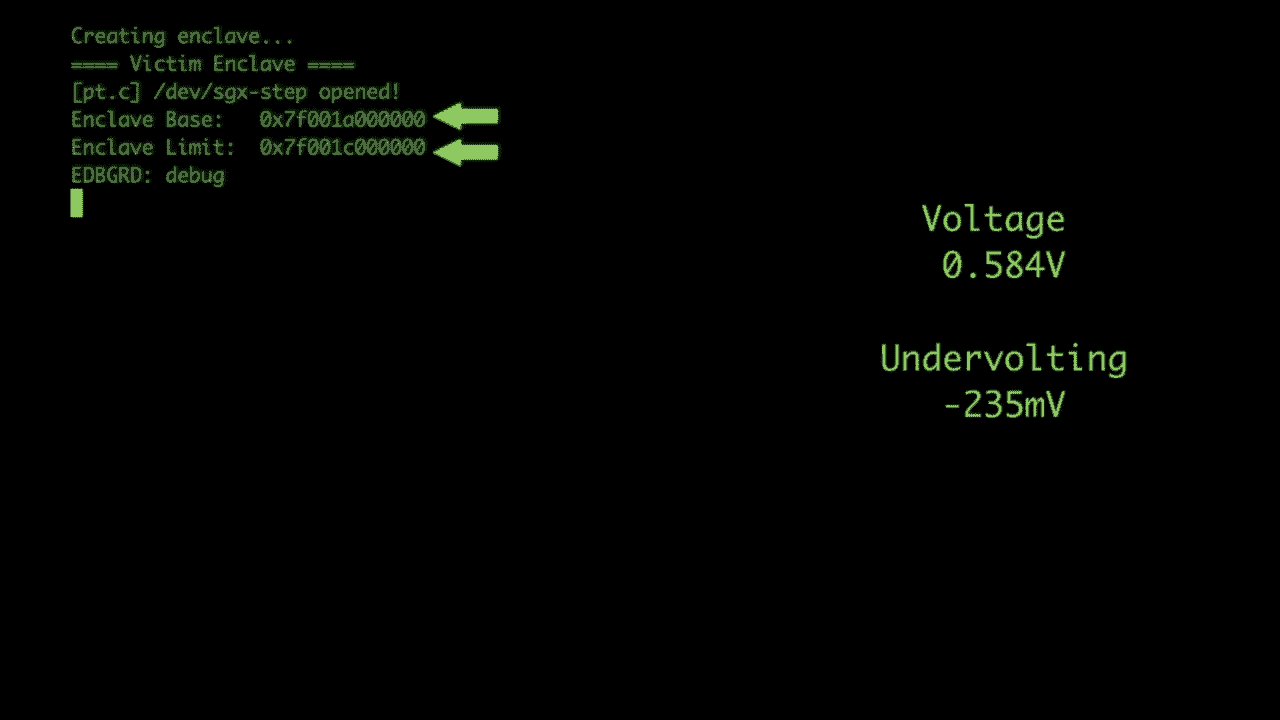 Creating enclave...
==== Victim Enclave ====
[pt.c] /dev/sgx-step opened!
Enclave Base:   0x7f001a000000
Enclave Limit:  0x7f001c000000
EDBGRD: debug
Voltage
0.584V
Undervolting
-235mV